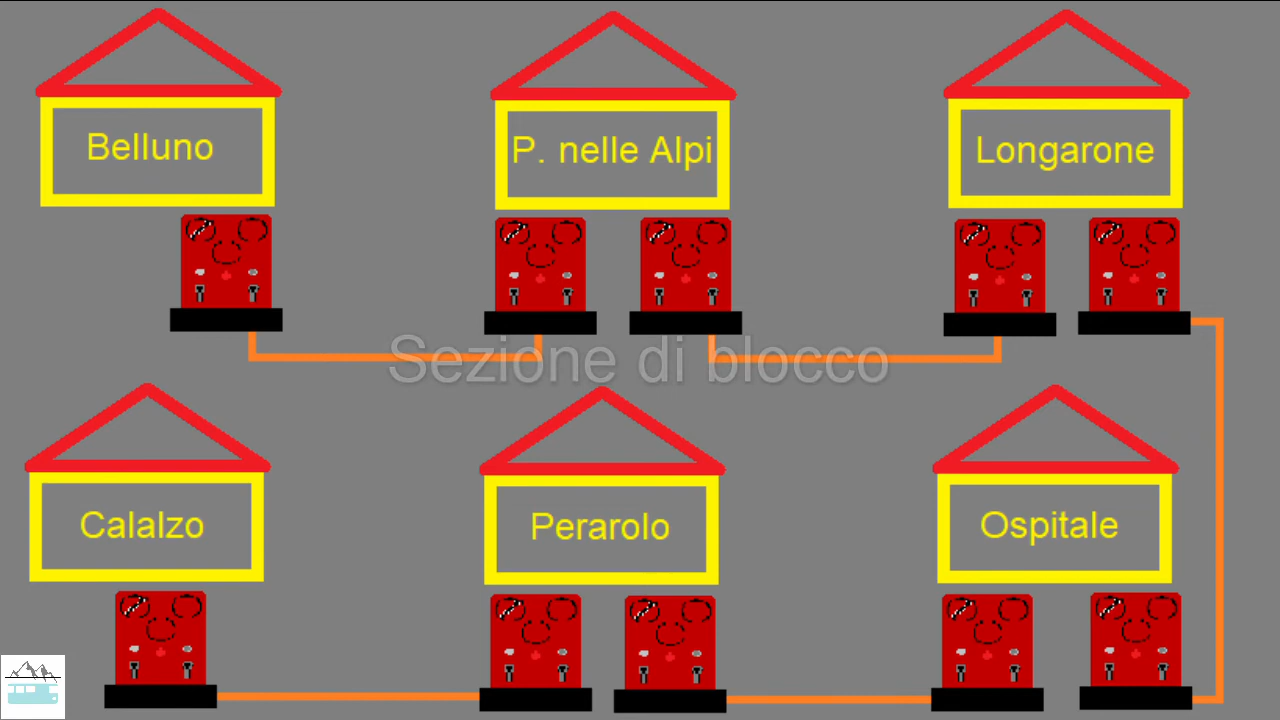 Belluno
P. nelle Alpi
Longarone
Sezione di blocco
Calalzo
Perarolo
Ospitale